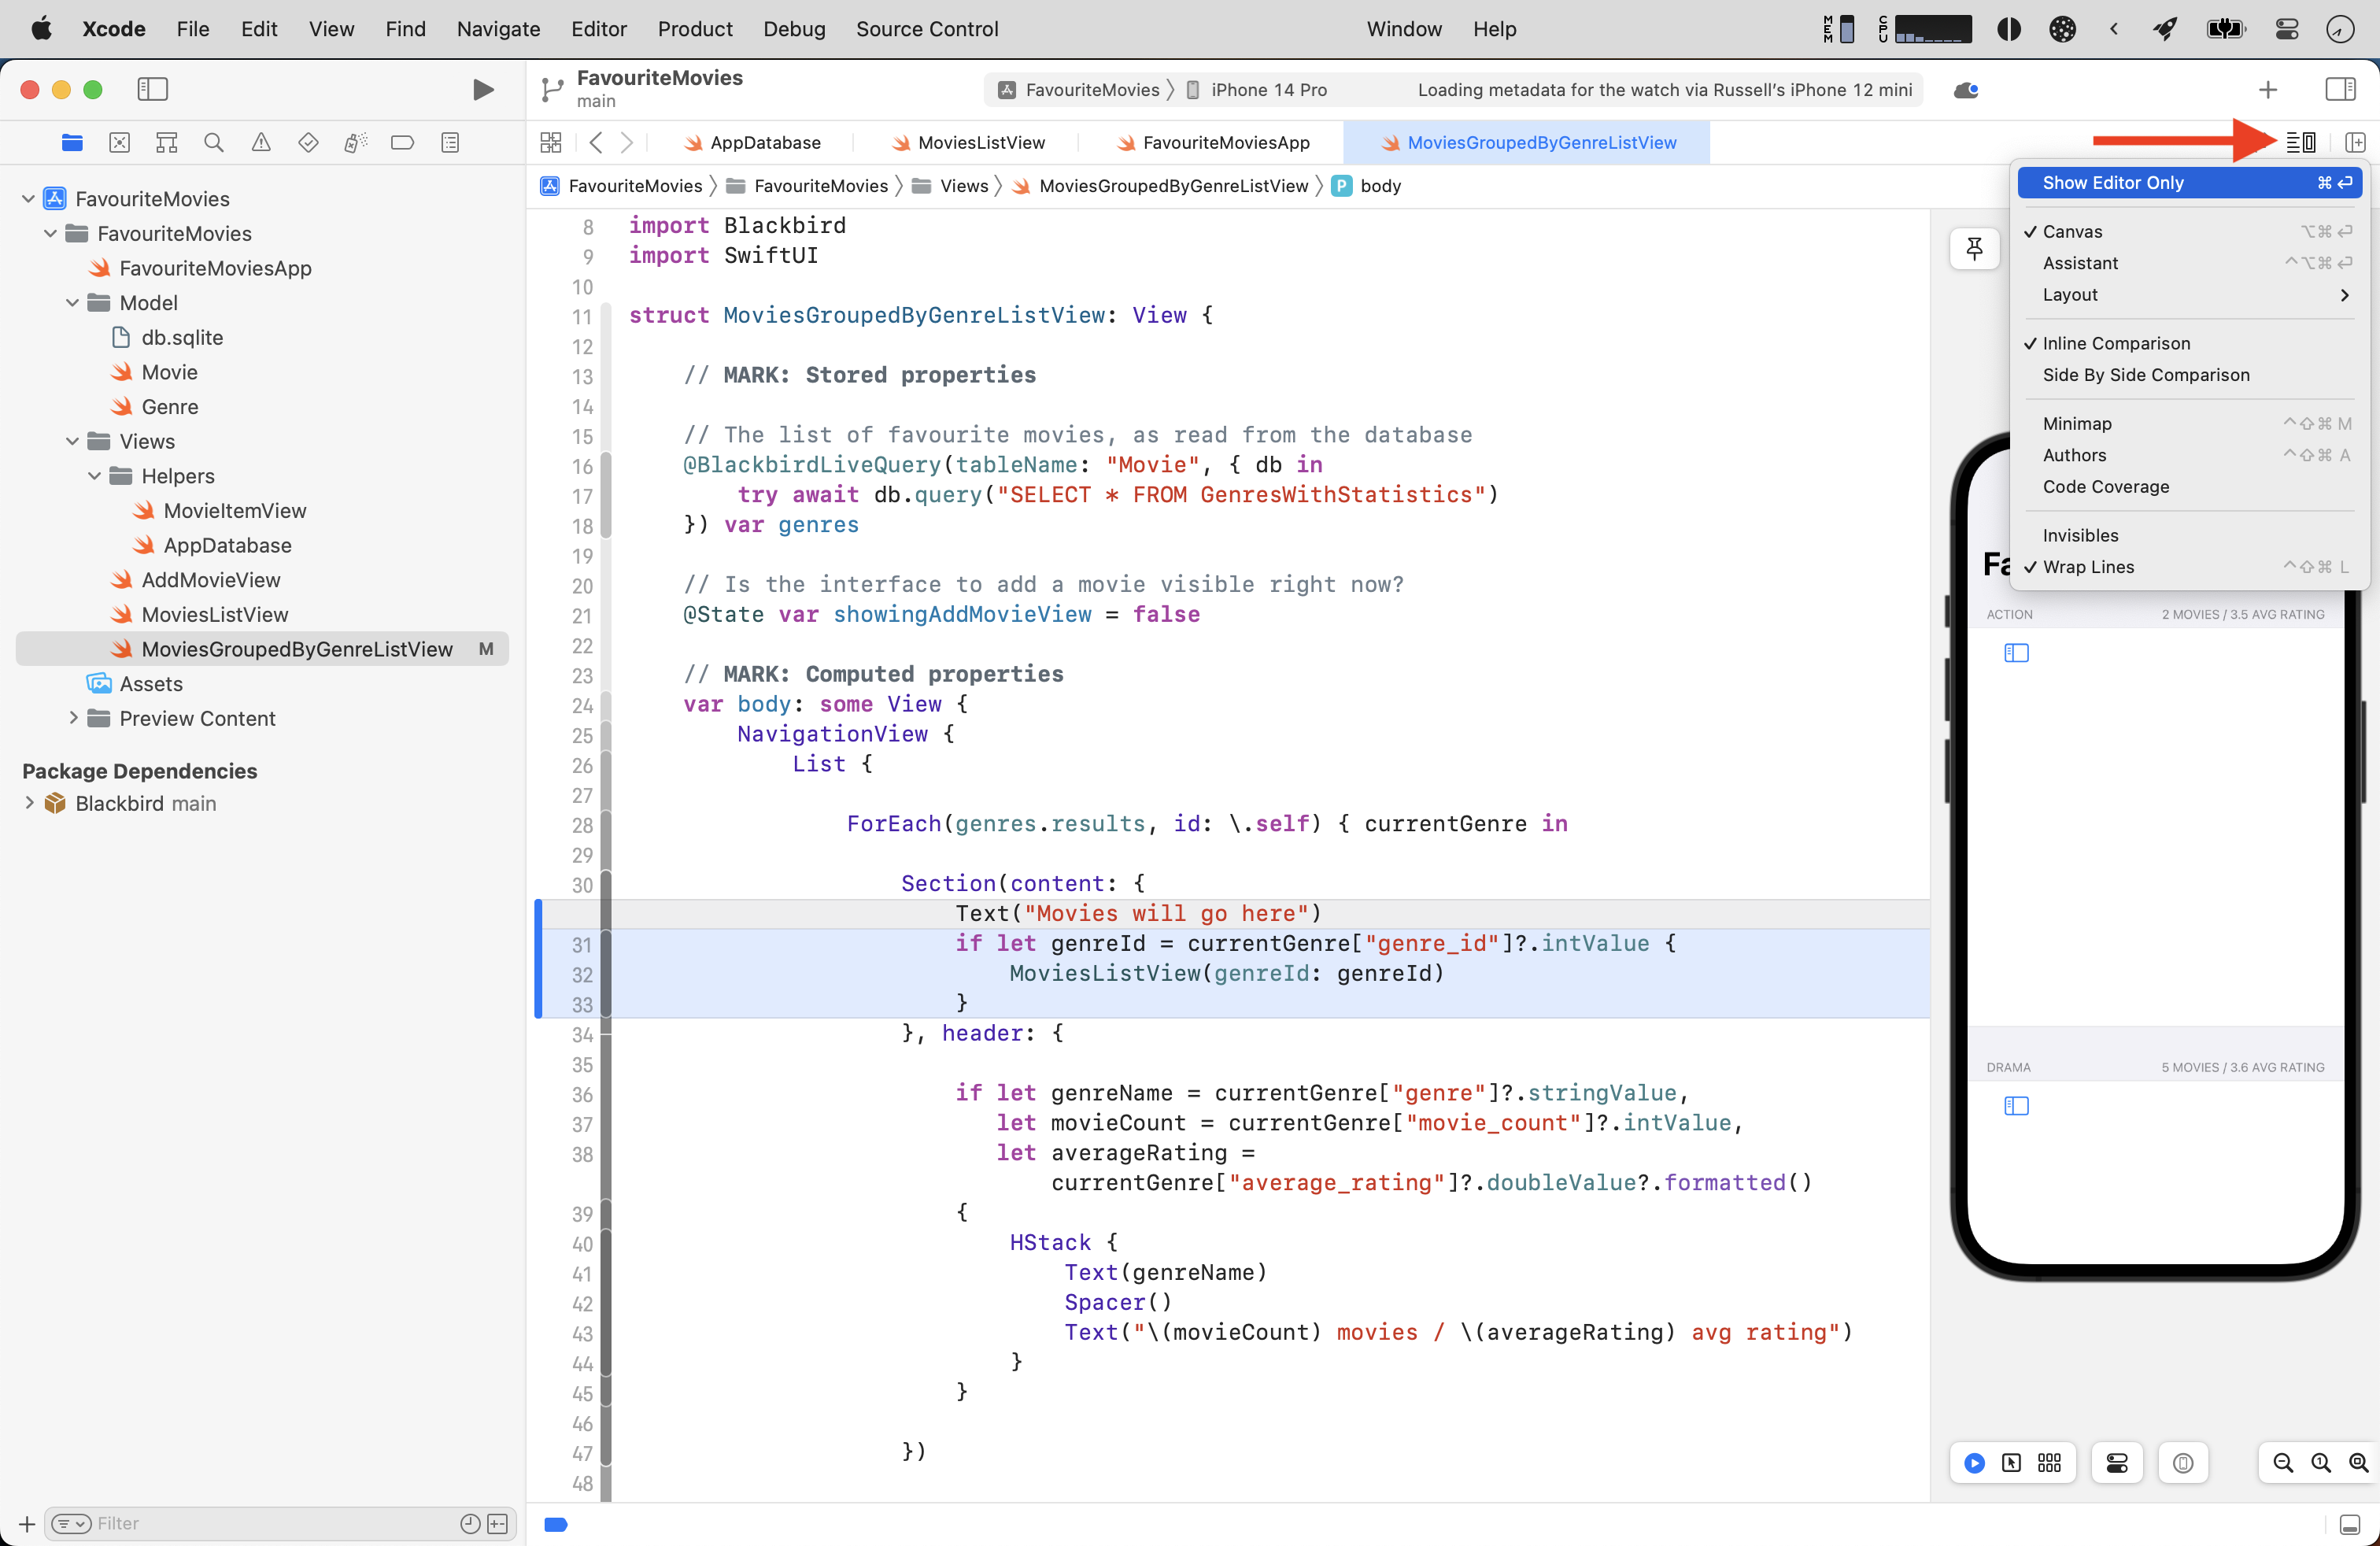 Xcode File Edit View Find Navigate Editor Product Debug Source Control Window Help MEM CPU
FavouriteMovies
main
FavouriteMovies 〉 iPhone 14 Pro
Loading metadata for the watch via Russell’s iPhone 12 mini
AppDatabase MoviesListView FavouriteMoviesApp MoviesGroupedByGenreListView
FavouriteMovies 〉 FavouriteMovies 〉 Views 〉 MoviesGroupedByGenreListView 〉 P body
FavouriteMovies
FavouriteMovies
FavouriteMoviesApp
Model
db.sqlite
Movie
Genre
Views
Helpers
MovieItemView
AppDatabase
AddMovieView
MoviesListView
MoviesGroupedByGenreListView M
Assets
Preview Content
Package Dependencies
Blackbird main
Filter
8 import Blackbird
9 import SwiftUI
10
11 struct MoviesGroupedByGenreListView: View {
12
13 // MARK: Stored properties
14
15 // The list of favourite movies, as read from the database
16 @BlackbirdLiveQuery(tableName: "Movie", { db in
17 try await db.query("SELECT * FROM GenresWithStatistics")
18 }) var genres
19
20 // Is the interface to add a movie visible right now?
21 @State var showingAddMovieView = false
22
23 // MARK: Computed properties
24 var body: some View {
25 NavigationView {
26 List {
27
28 ForEach(genres.results, id: \.self) { currentGenre in
29
30 Section(content: {
Text("Movies will go here")
31 if let genreId = currentGenre["genre_id"]?.intValue {
32 MoviesListView(genreId: genreId)
33 }
34 }, header: {
35
36 if let genreName = currentGenre["genre"]?.stringValue,
37 let movieCount = currentGenre["movie_count"]?.intValue,
38 let averageRating =
currentGenre["average_rating"]?.doubleValue?.formatted()
39 {
40 HStack {
41 Text(genreName)
42 Spacer()
43 Text("\(movieCount) movies / \(averageRating) avg rating")
44 }
45 }
46
47 })
48
Show Editor Only ⌘ ↩
✓ Canvas ⌥⌘ ↩
Assistant ^⌥⌘ ↩
Layout
✓ Inline Comparison
Side By Side Comparison
Minimap ^⇧⌘ M
Authors ^⇧⌘ A
Code Coverage
Invisibles
✓ Wrap Lines ^⇧⌘ L
ACTION 2 MOVIES / 3.5 AVG RATING
DRAMA 5 MOVIES / 3.6 AVG RATING